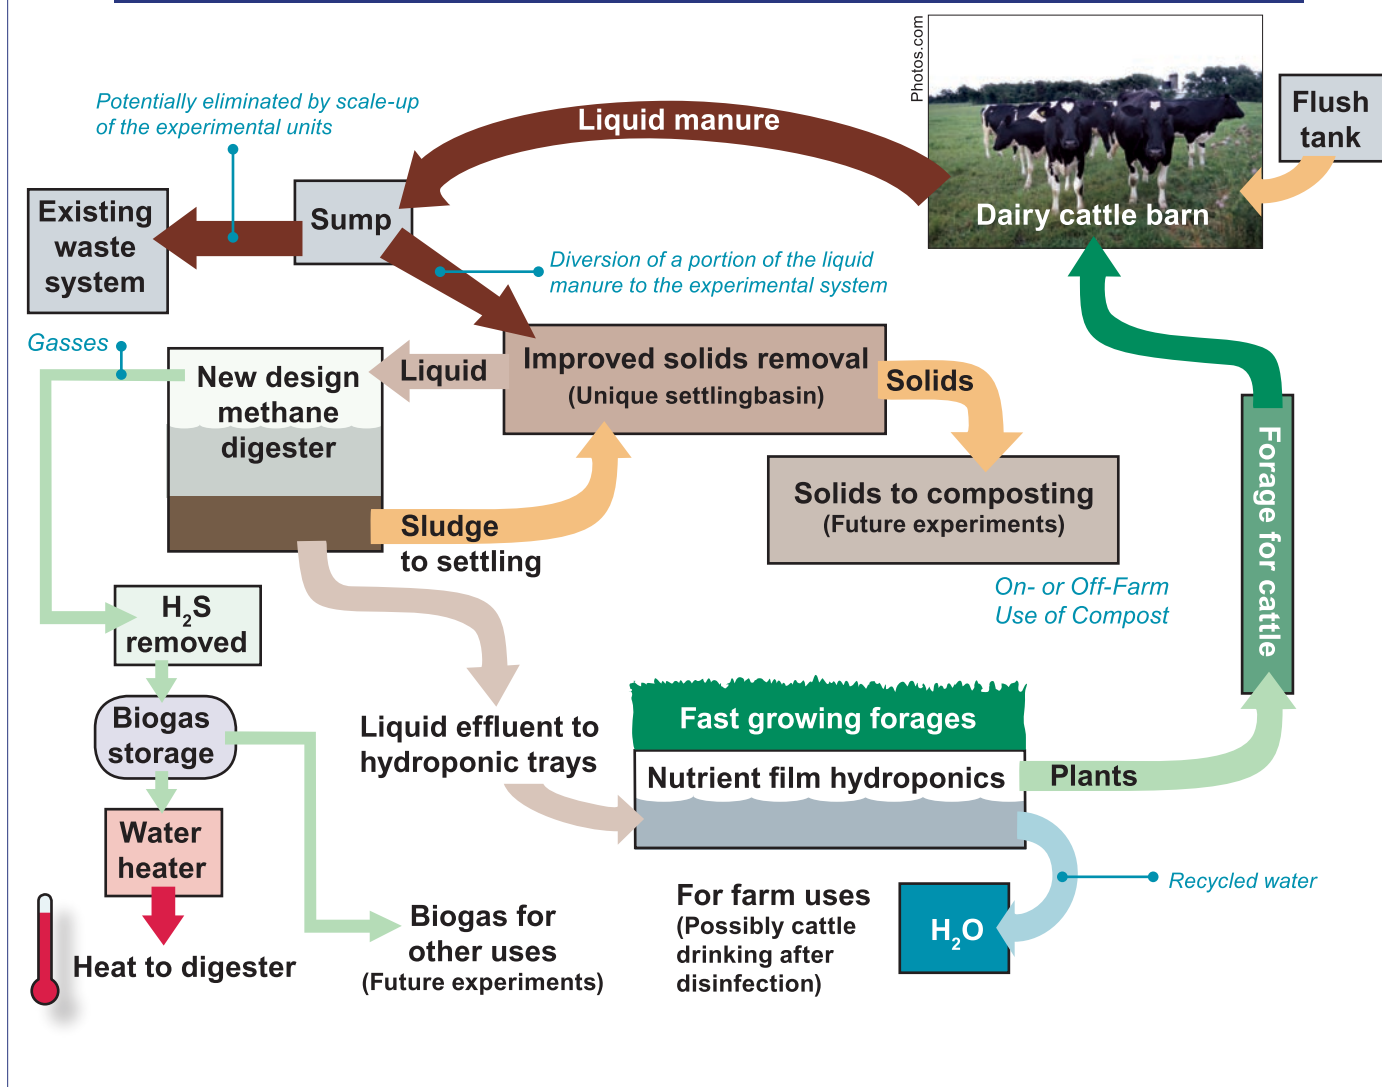 Photos.com
Flush
tank
Potentially eliminated by scale-up
of the experimental units
Liquid manure
Dairy cattle barn
Existing
waste
system
Sump
Diversion of a portion of the liquid
manure to the experimental system
Gasses
New design
methane
digester
Liquid
Improved solids removal
(Unique settlingbasin)
Solids
Solids to composting
(Future experiments)
On- or Off-Farm
Use of Compost
Forage for cattle
Sludge
to settling
H₂S
removed
Biogas
storage
Liquid effluent to
hydroponic trays
Fast growing forages
Nutrient film hydroponics
Plants
Water
heater
Recycled water
For farm uses
(Possibly cattle
drinking after
disinfection)
H₂O
Biogas for
other uses
(Future experiments)
Heat to digester